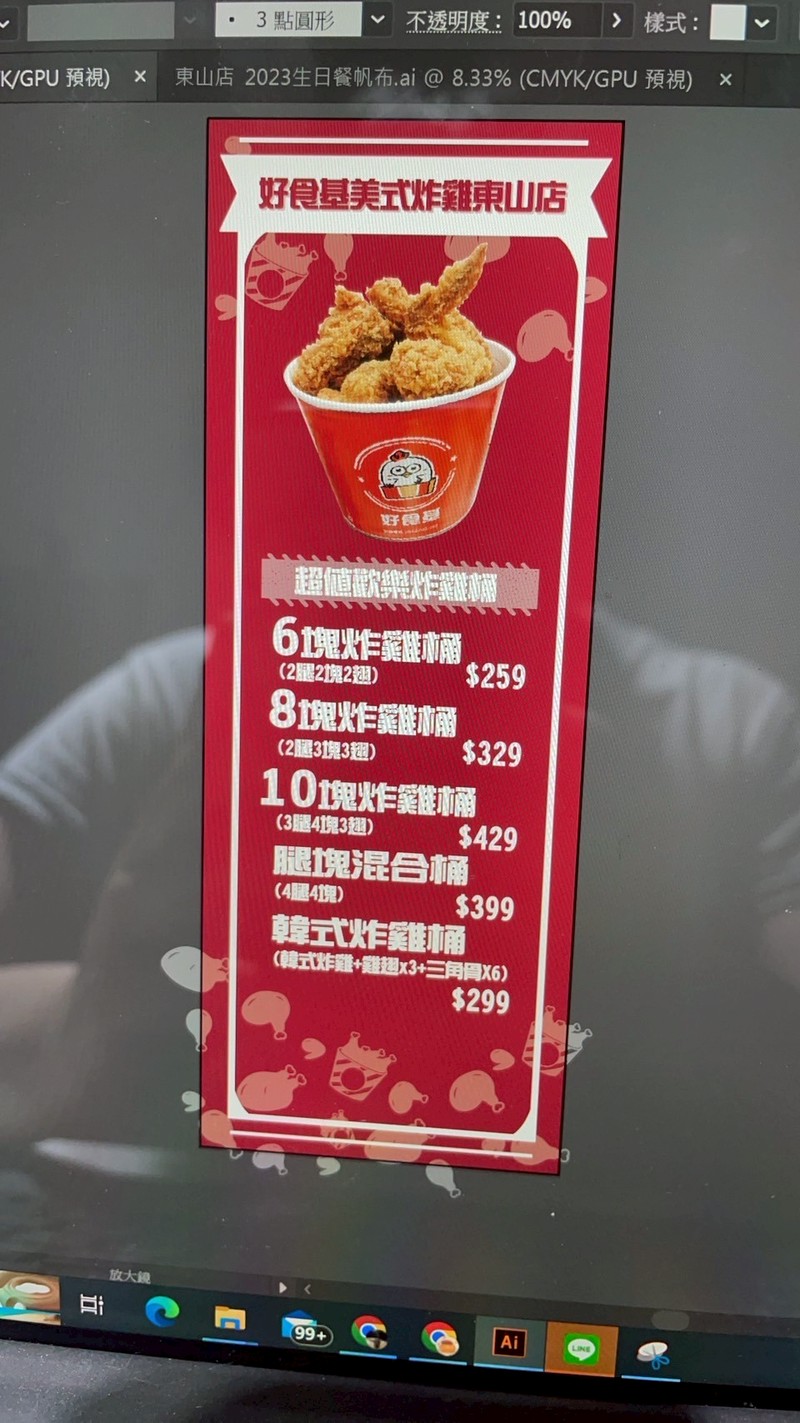 3 點圓形
不透明度：
100%
樣式：
K/GPU 預視)
東山店 2023生日餐帆布.ai @ 8.33% (CMYK/GPU 預視)
好食基美式炸雞東山店
好食基
超值歡樂炸雞桶
6塊炸雞桶
(2腿2塊2翅)
$259
8塊炸雞桶
(2腿3塊3翅)
$329
10塊炸雞桶
(3腿4塊3翅)
$429
腿塊混合桶
(4腿4塊)
$399
韓式炸雞桶
(韓式炸雞+雞翅x3+三角骨X6)
$299
放大鏡
99+
Ai
LINE